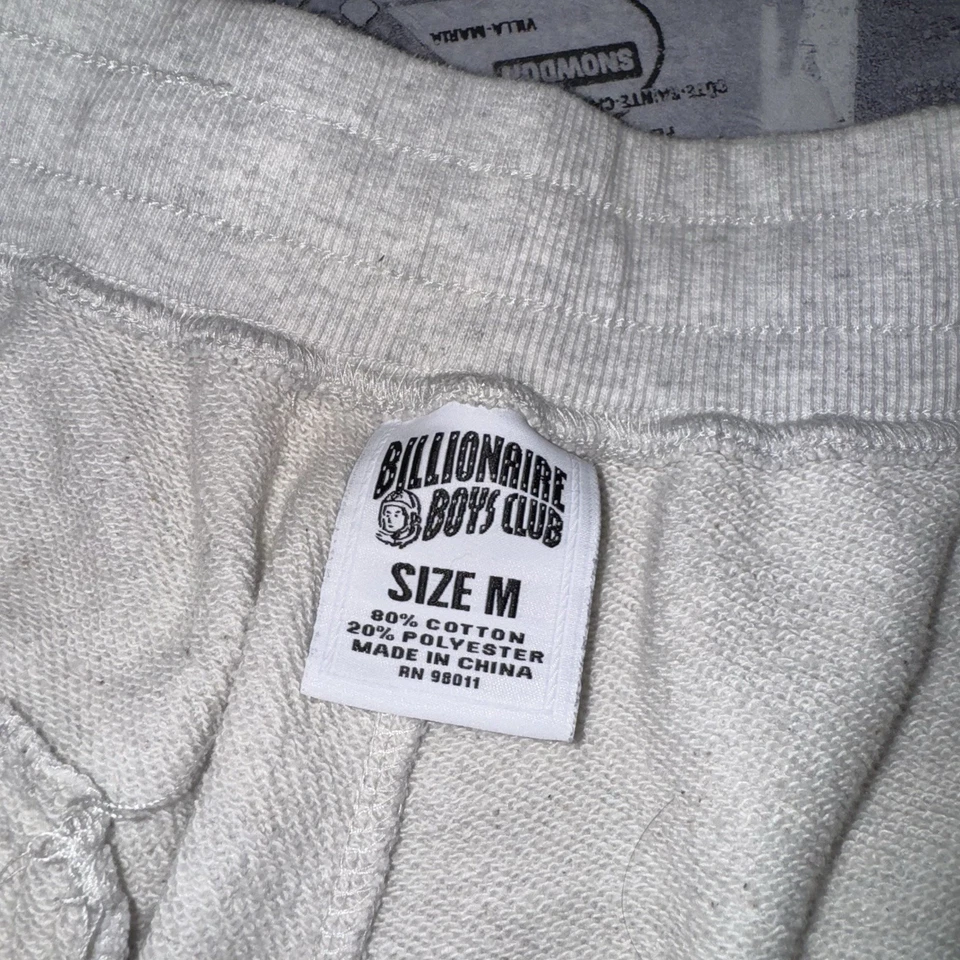 VILLA-MARIA
SNOWDON
BILLIONAIRE
BOYS CLUB
SIZE M
80% COTTON
20% POLYESTER
MADE IN CHINA
RN 98011